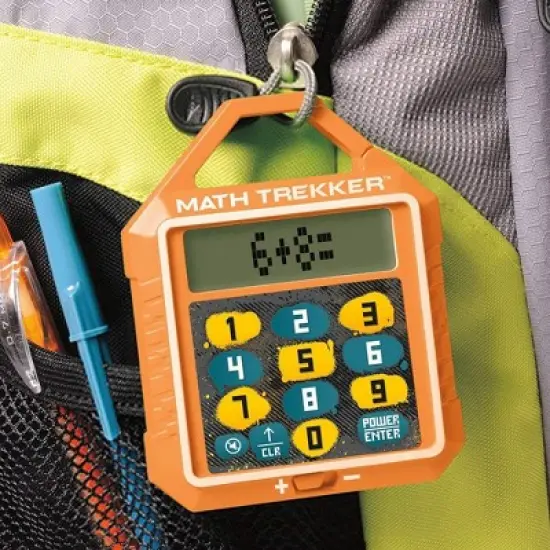 MATH TREKKER™
6+8=
1 2 3
4 5 6
7 8 9
↑
CLR
0
POWER
ENTER
+ −